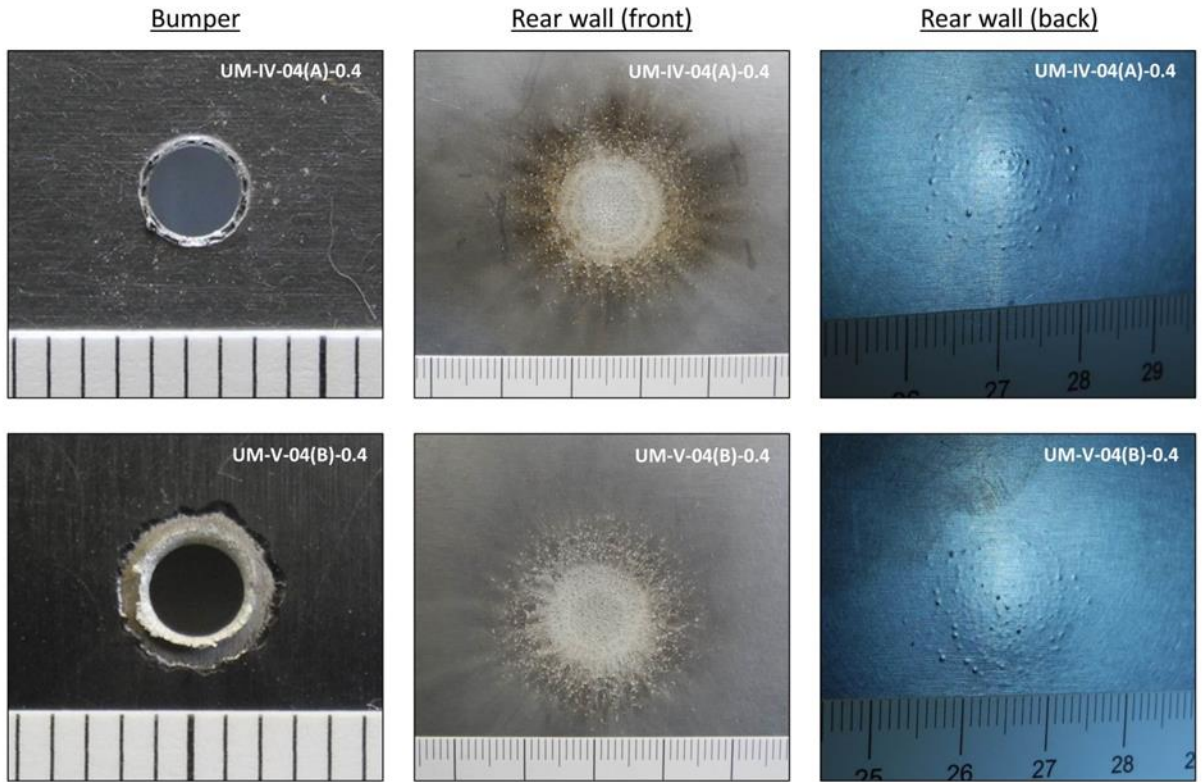 Bumper
Rear wall (front)
Rear wall (back)
UM-IV-04(A)-0.4
UM-IV-04(A)-0.4
UM-IV-04(A)-0.4
27
28
29
UM-V-04(B)-0.4
UM-V-04(B)-0.4
UM-V-04(B)-0.4
25
26
27
28